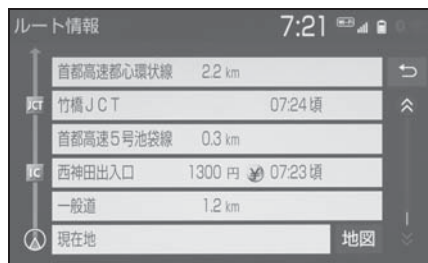 ルート情報 7:21
首都高速都心環状線 2.2 km
JCT 竹橋JCT 07:24頃
首都高速5号池袋線 0.3 km
IC 西神田出入口 1300 円 07:23頃
一般道 1.2 km
現在地 地図